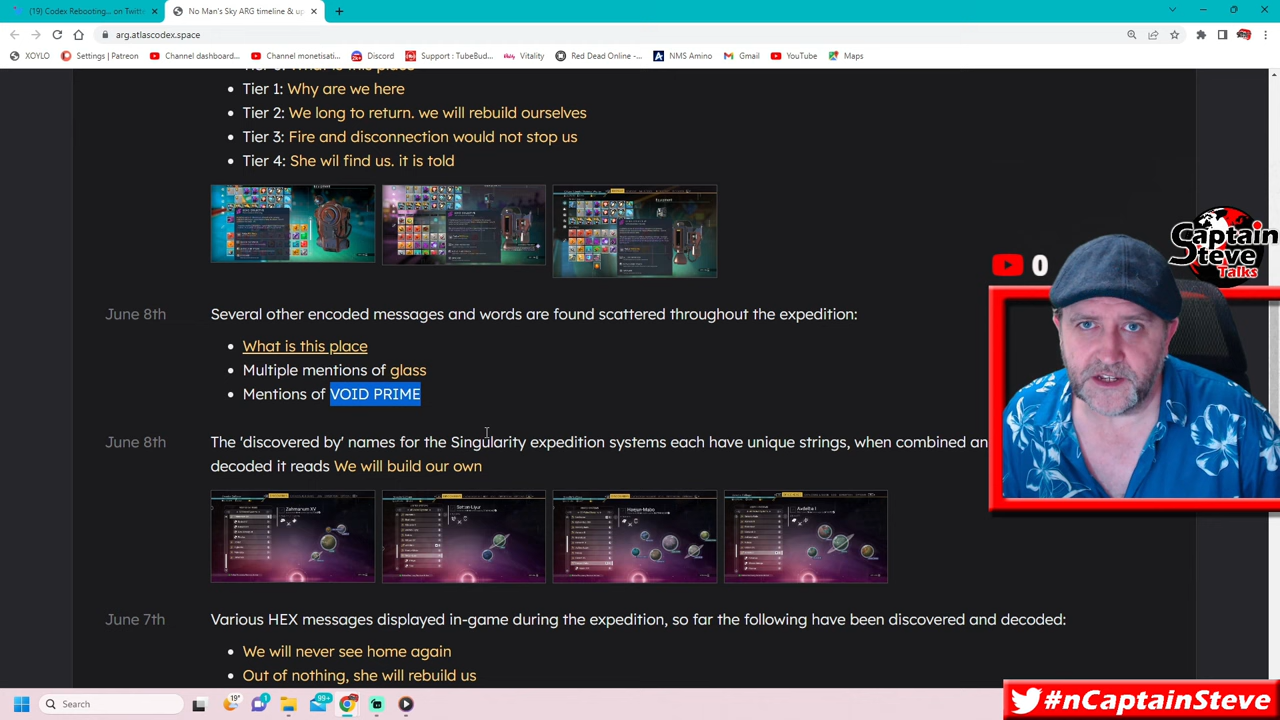 (19) Codex Rebooting... on Twitte
No Man's Sky ARG timeline & up
arg.atlascodex.space
XOYLO
Settings | Patreon
Channel dashboard...
Channel monetisati...
Discord
Support : TubeBud...
Vitality
Red Dead Online -...
NMS Amino
Gmail
YouTube
Maps
Tier 1: Why are we here
Tier 2: We long to return. we will rebuild ourselves
Tier 3: Fire and disconnection would not stop us
Tier 4: She wil find us. it is told
Captain
Steve
Talks
0
June 8th
Several other encoded messages and words are found scattered throughout the expedition:
What is this place
Multiple mentions of glass
Mentions of VOID PRIME
June 8th
The 'discovered by' names for the Singularity expedition systems each have unique strings, when combined an
decoded it reads We will build our own
June 7th
Various HEX messages displayed in-game during the expedition, so far the following have been discovered and decoded:
We will never see home again
Out of nothing, she will rebuild us
Search
19°
1
99+
#nCaptainSteve